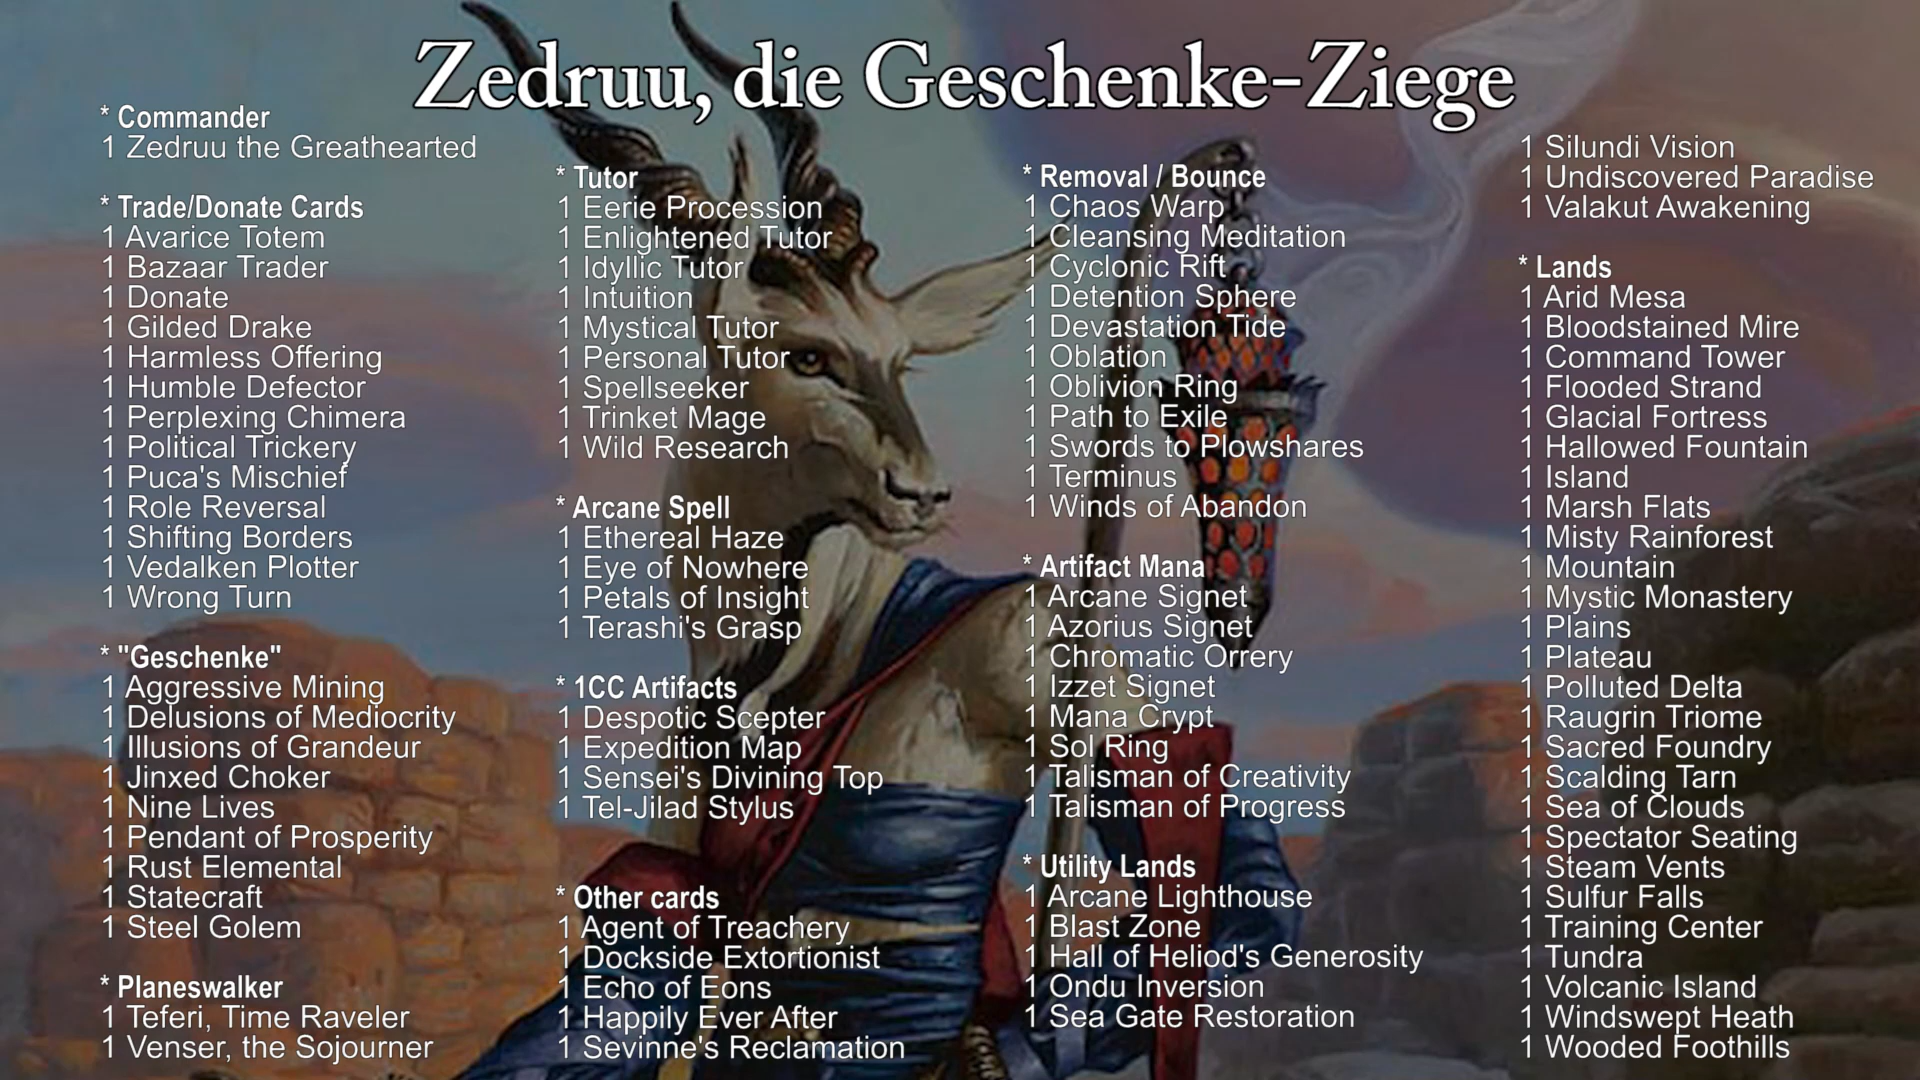 Zedruu, die Geschenke-Ziege
* Commander
1 Zedruu the Greathearted
* Trade/Donate Cards
1 Avarice Totem
1 Bazaar Trader
1 Donate
1 Gilded Drake
1 Harmless Offering
1 Humble Defector
1 Perplexing Chimera
1 Political Trickery
1 Puca's Mischief
1 Role Reversal
1 Shifting Borders
1 Vedalken Plotter
1 Wrong Turn
* "Geschenke"
1 Aggressive Mining
1 Delusions of Mediocrity
1 Illusions of Grandeur
1 Jinxed Choker
1 Nine Lives
1 Pendant of Prosperity
1 Rust Elemental
1 Statecraft
1 Steel Golem
* Planeswalker
1 Teferi, Time Raveler
1 Venser, the Sojourner
* Tutor
1 Eerie Procession
1 Enlightened Tutor
1 Idyllic Tutor
1 Intuition
1 Mystical Tutor
1 Personal Tutor
1 Spellseeker
1 Trinket Mage
1 Wild Research
* Arcane Spell
1 Ethereal Haze
1 Eye of Nowhere
1 Petals of Insight
1 Terashi's Grasp
* 1CC Artifacts
1 Despotic Scepter
1 Expedition Map
1 Sensei's Divining Top
1 Tel-Jilad Stylus
* Other cards
1 Agent of Treachery
1 Dockside Extortionist
1 Echo of Eons
1 Happily Ever After
1 Sevinne's Reclamation
* Removal / Bounce
1 Chaos Warp
1 Cleansing Meditation
1 Cyclonic Rift
1 Detention Sphere
1 Devastation Tide
1 Oblation
1 Oblivion Ring
1 Path to Exile
1 Swords to Plowshares
1 Terminus
1 Winds of Abandon
* Artifact Mana
1 Arcane Signet
1 Azorius Signet
1 Chromatic Orrery
1 Izzet Signet
1 Mana Crypt
1 Sol Ring
1 Talisman of Creativity
1 Talisman of Progress
* Utility Lands
1 Arcane Lighthouse
1 Blast Zone
1 Hall of Heliod's Generosity
1 Ondu Inversion
1 Sea Gate Restoration
1 Silundi Vision
1 Undiscovered Paradise
1 Valakut Awakening
* Lands
1 Arid Mesa
1 Bloodstained Mire
1 Command Tower
1 Flooded Strand
1 Glacial Fortress
1 Hallowed Fountain
1 Island
1 Marsh Flats
1 Misty Rainforest
1 Mountain
1 Mystic Monastery
1 Plains
1 Plateau
1 Polluted Delta
1 Raugrin Triome
1 Sacred Foundry
1 Scalding Tarn
1 Sea of Clouds
1 Spectator Seating
1 Steam Vents
1 Sulfur Falls
1 Training Center
1 Tundra
1 Volcanic Island
1 Windswept Heath
1 Wooded Foothills